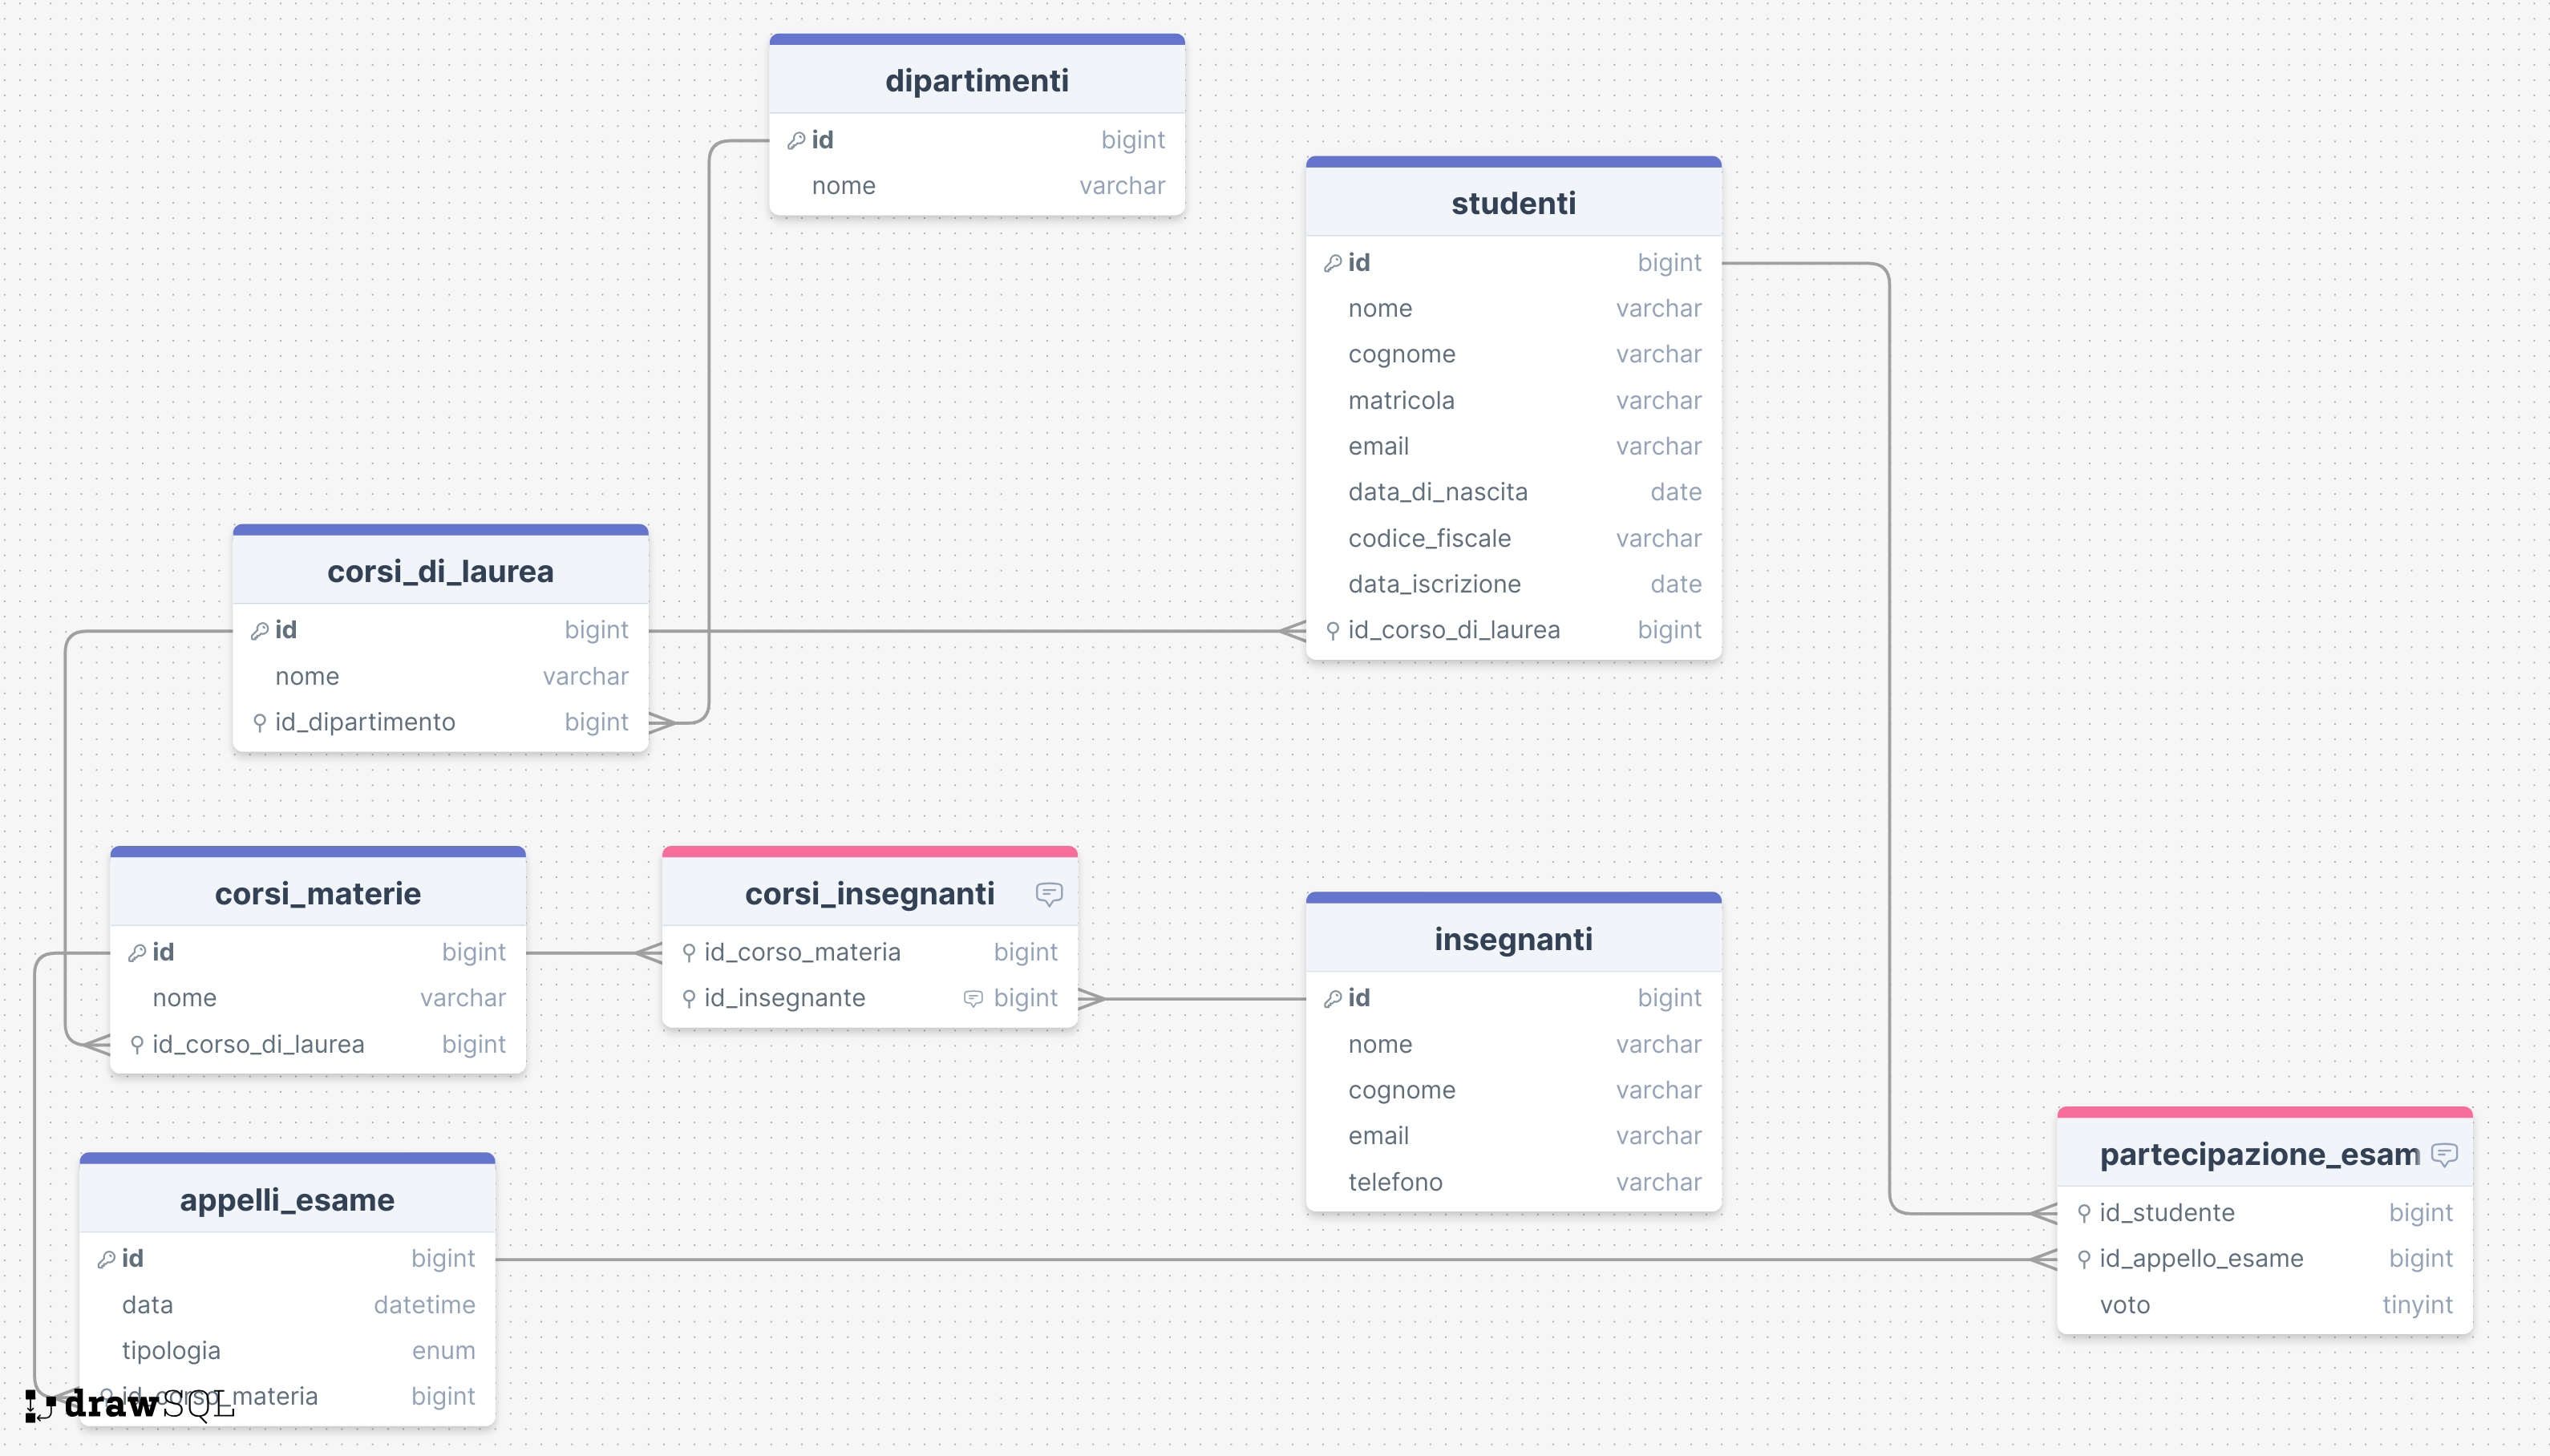 dipartimenti
id bigint
nome varchar
studenti
id bigint
nome varchar
cognome varchar
matricola varchar
email varchar
data_di_nascita date
codice_fiscale varchar
data_iscrizione date
id_corso_di_laurea bigint
corsi_di_laurea
id bigint
nome varchar
id_dipartimento bigint
corsi_materie
id bigint
nome varchar
id_corso_di_laurea bigint
corsi_insegnanti
id_corso_materia bigint
id_insegnante bigint
insegnanti
id bigint
nome varchar
cognome varchar
email varchar
telefono varchar
partecipazione_esam
id_studente bigint
id_appello_esame bigint
voto tinyint
appelli_esame
id bigint
data datetime
tipologia enum
id_corso_materia bigint
drawSQL